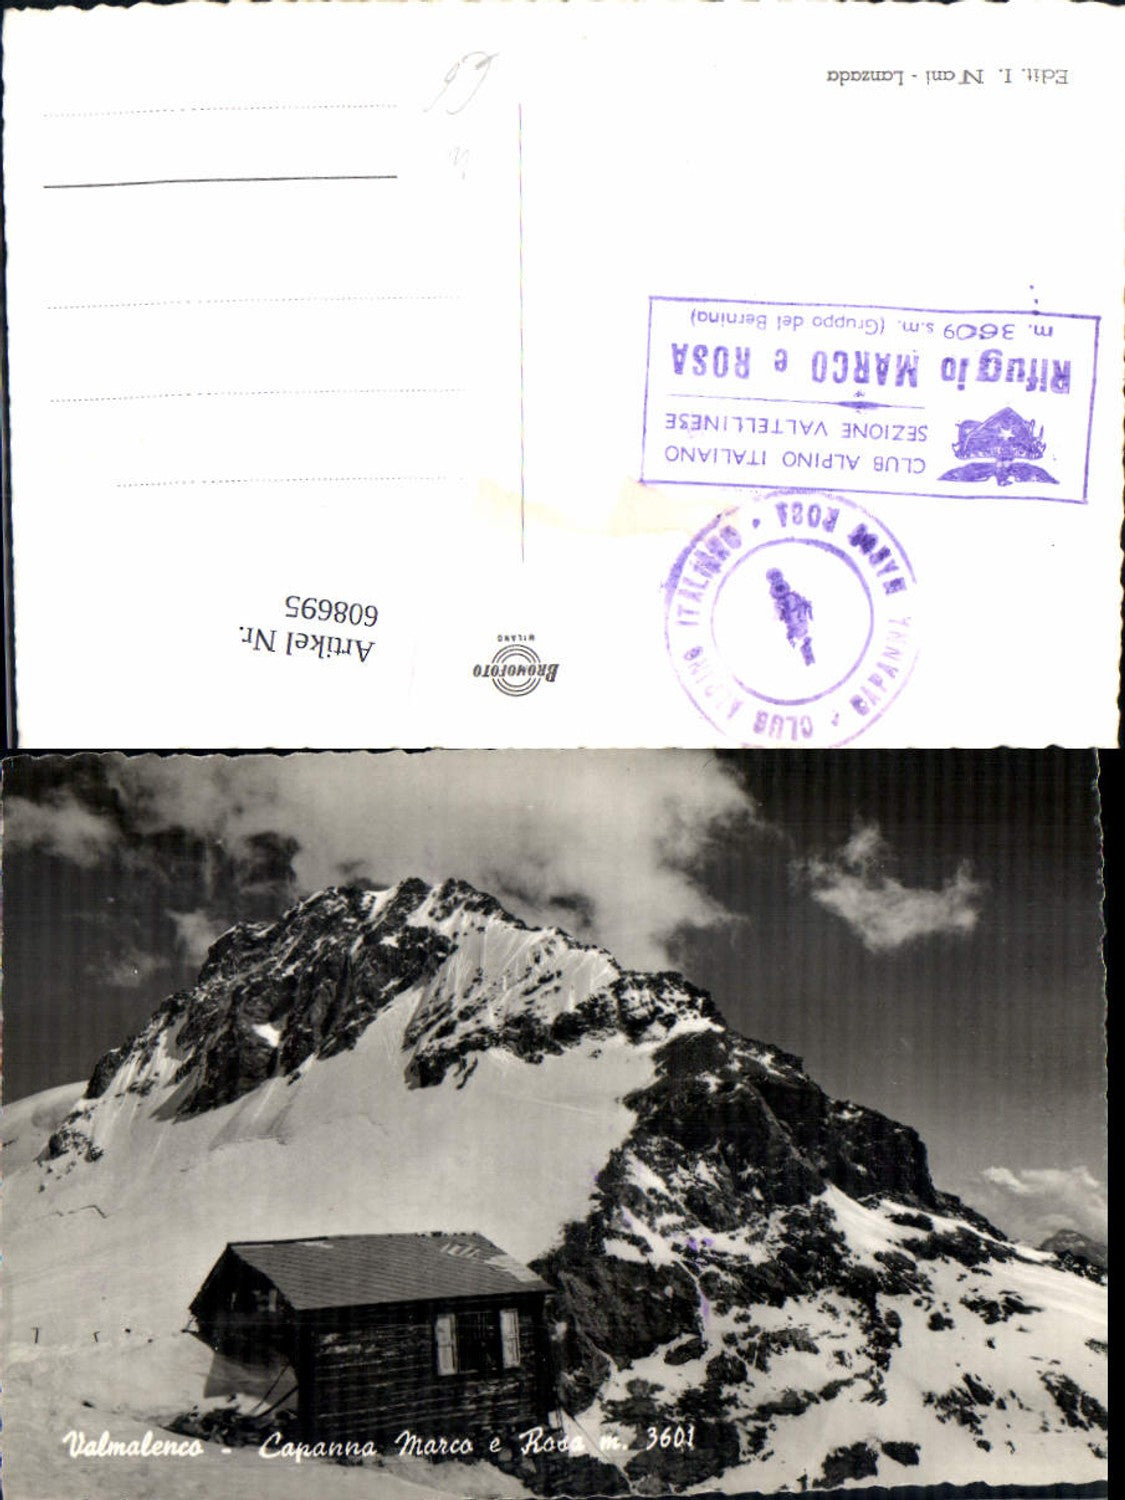 Edit. I. Nani - Lanzada
CLUB ALPINO ITALIANO
SEZIONE VALTELLINESE
Rifugio MARCO e ROSA
m. 3609 s.m. (Gruppo del Bernina)
CLUB ALPINO ITALIANO • CAPANNA MARCO ROSA •
BROMOFOTO
MILANO
Artikel Nr.
608695
Valmalenco - Capanna Marco e Rosa m. 3601